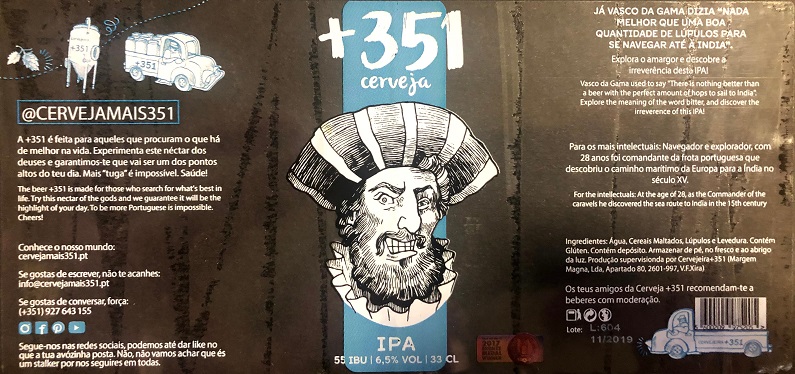 +351
@CERVEJAMAIS351
A +351 é feita para aqueles que procuram o que há
de melhor na vida. Experimenta este néctar dos
deuses e garantimos-te que vai ser um dos pontos
altos do teu dia. Mais "tuga" é impossível. Saúde!
The beer +351 is made for those who search for what's best in
life. Try this nectar of the gods and we guarantee it will be the
highlight of your day. To be more Portuguese is impossible.
Cheers!
Conhece o nosso mundo:
cervejamais351.pt
Se gostas de escrever, não te acanhes:
info@cervejamais351.pt
Se gostas de conversar, força:
(+351) 927 643 155
Segue-nos nas redes sociais, podemos até dar like no
que a tua avózinha posta. Não, não vamos achar que és
um stalker por nos seguires em todas.
+351
cerveja
IPA
55 IBU | 6,5% VOL | 33 CL
2017
JÁ VASCO DA GAMA DIZIA "NADA
MELHOR QUE UMA BOA
QUANTIDADE DE LÚPULOS PARA
SE NAVEGAR ATÉ À INDIA".
Explora o amargor e descobre a
irreverência desta IPA!
Vasco da Gama used to say "There is nothing better than
a beer with the perfect amount of hops to sail to India".
Explore the meaning of the word bitter, and discover the
irreverence of this IPA!
Para os mais intelectuais: Navegador e explorador, com
28 anos foi comandante da frota portuguesa que
descobriu o caminho marítimo da Europa para a Índia no
século XV.
For the intellectuals: At the age of 28, as the Commander of the
caravels he discovered the sea route to India in the 15th century
Ingredientes: Água, Cereais Maltados, Lúpulos e Levedura. Contém
Glúten. Contém depósito. Armazenar de pé, no fresco e ao abrigo
da luz. Produção supervisionda por Cervejeira+351 (Margem
Magna, Lda, Apartado 80, 2601-997, V.F.Xira)
Os teus amigos da Cerveja +351 recomendam-te a
beberes com moderação.
Lote: L:604
11/2019
+351